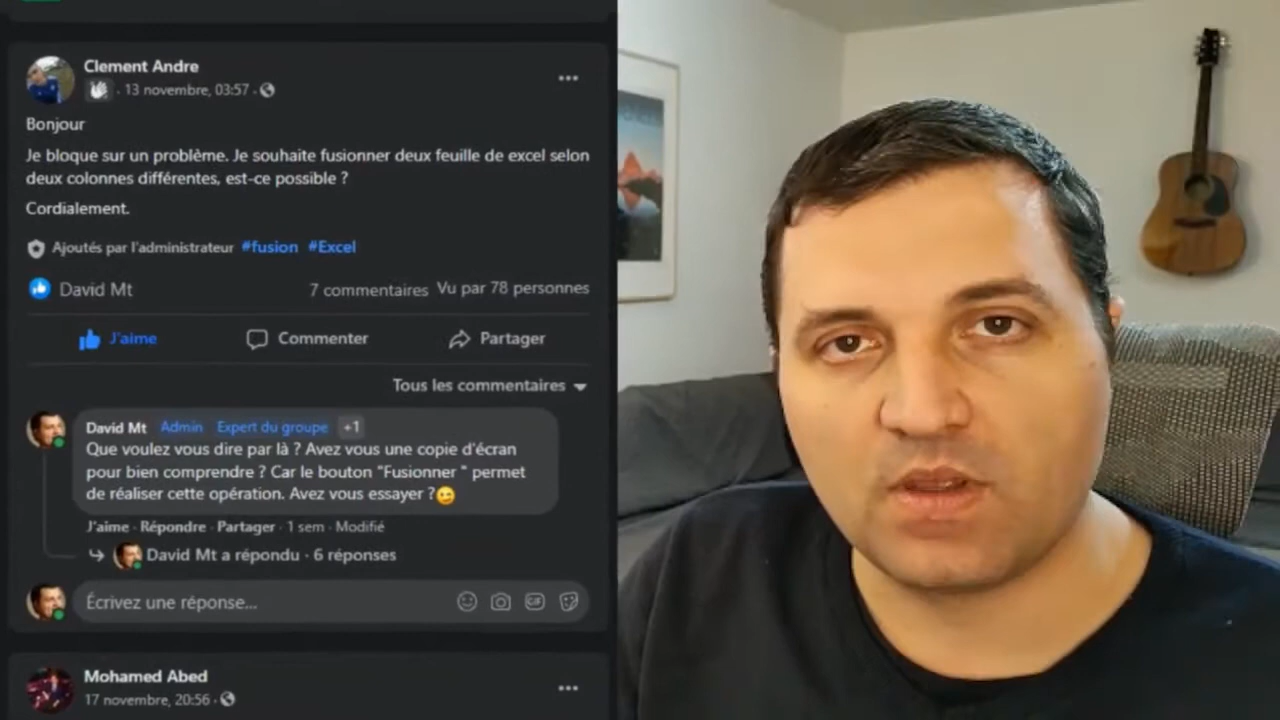 Clement Andre
13 novembre, 03:57
Bonjour
Je bloque sur un problème. Je souhaite fusionner deux feuille de excel selon
deux colonnes différentes, est-ce possible ?
Cordialement.
Ajoutés par l'administrateur #fusion #Excel
David Mt 7 commentaires Vu par 78 personnes
J'aime Commenter Partager
Tous les commentaires
David Mt Admin Expert du groupe +1
Que voulez vous dire par là ? Avez vous une copie d'écran
pour bien comprendre ? Car le bouton "Fusionner " permet
de réaliser cette opération. Avez vous essayer ?😉
J'aime · Répondre · Partager · 1 sem · Modifié
David Mt a répondu · 6 réponses
Écrivez une réponse...
GIF
Mohamed Abed
17 novembre, 20:56